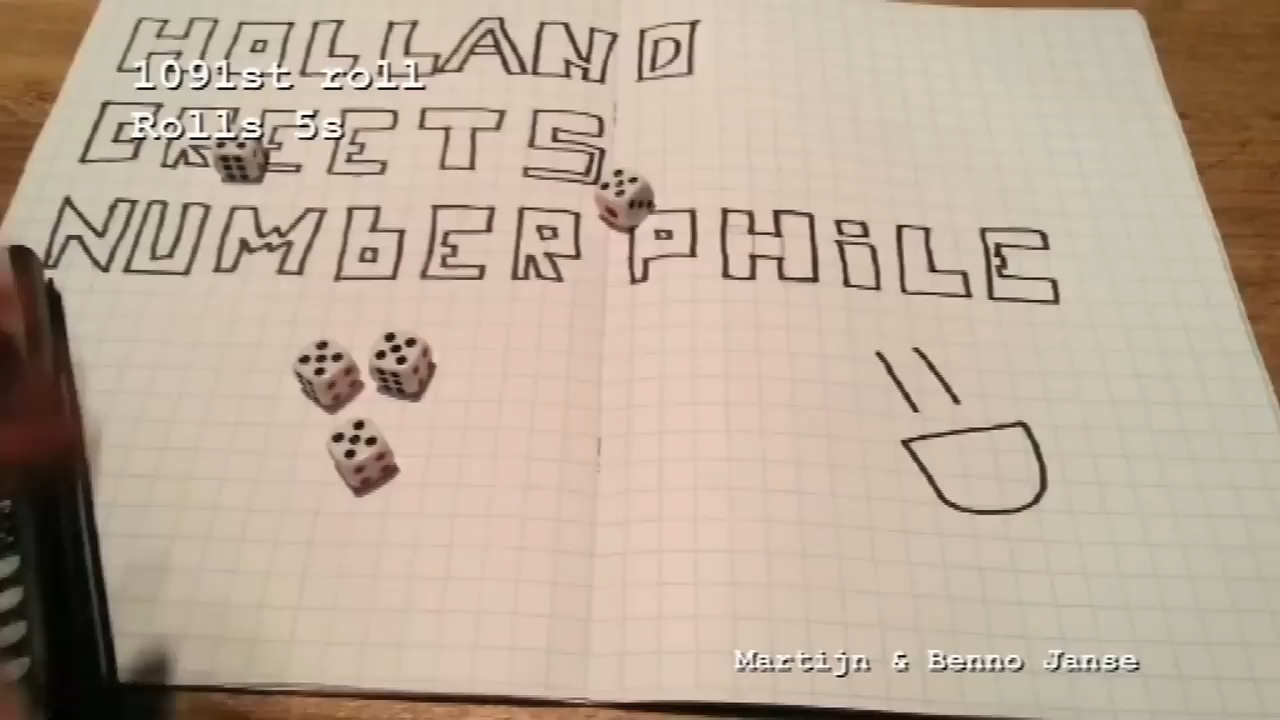 HOLLAND
1091st roll
GREETS
Rolls 5s
NUMbERPHiLE
Martijn & Benno Janse